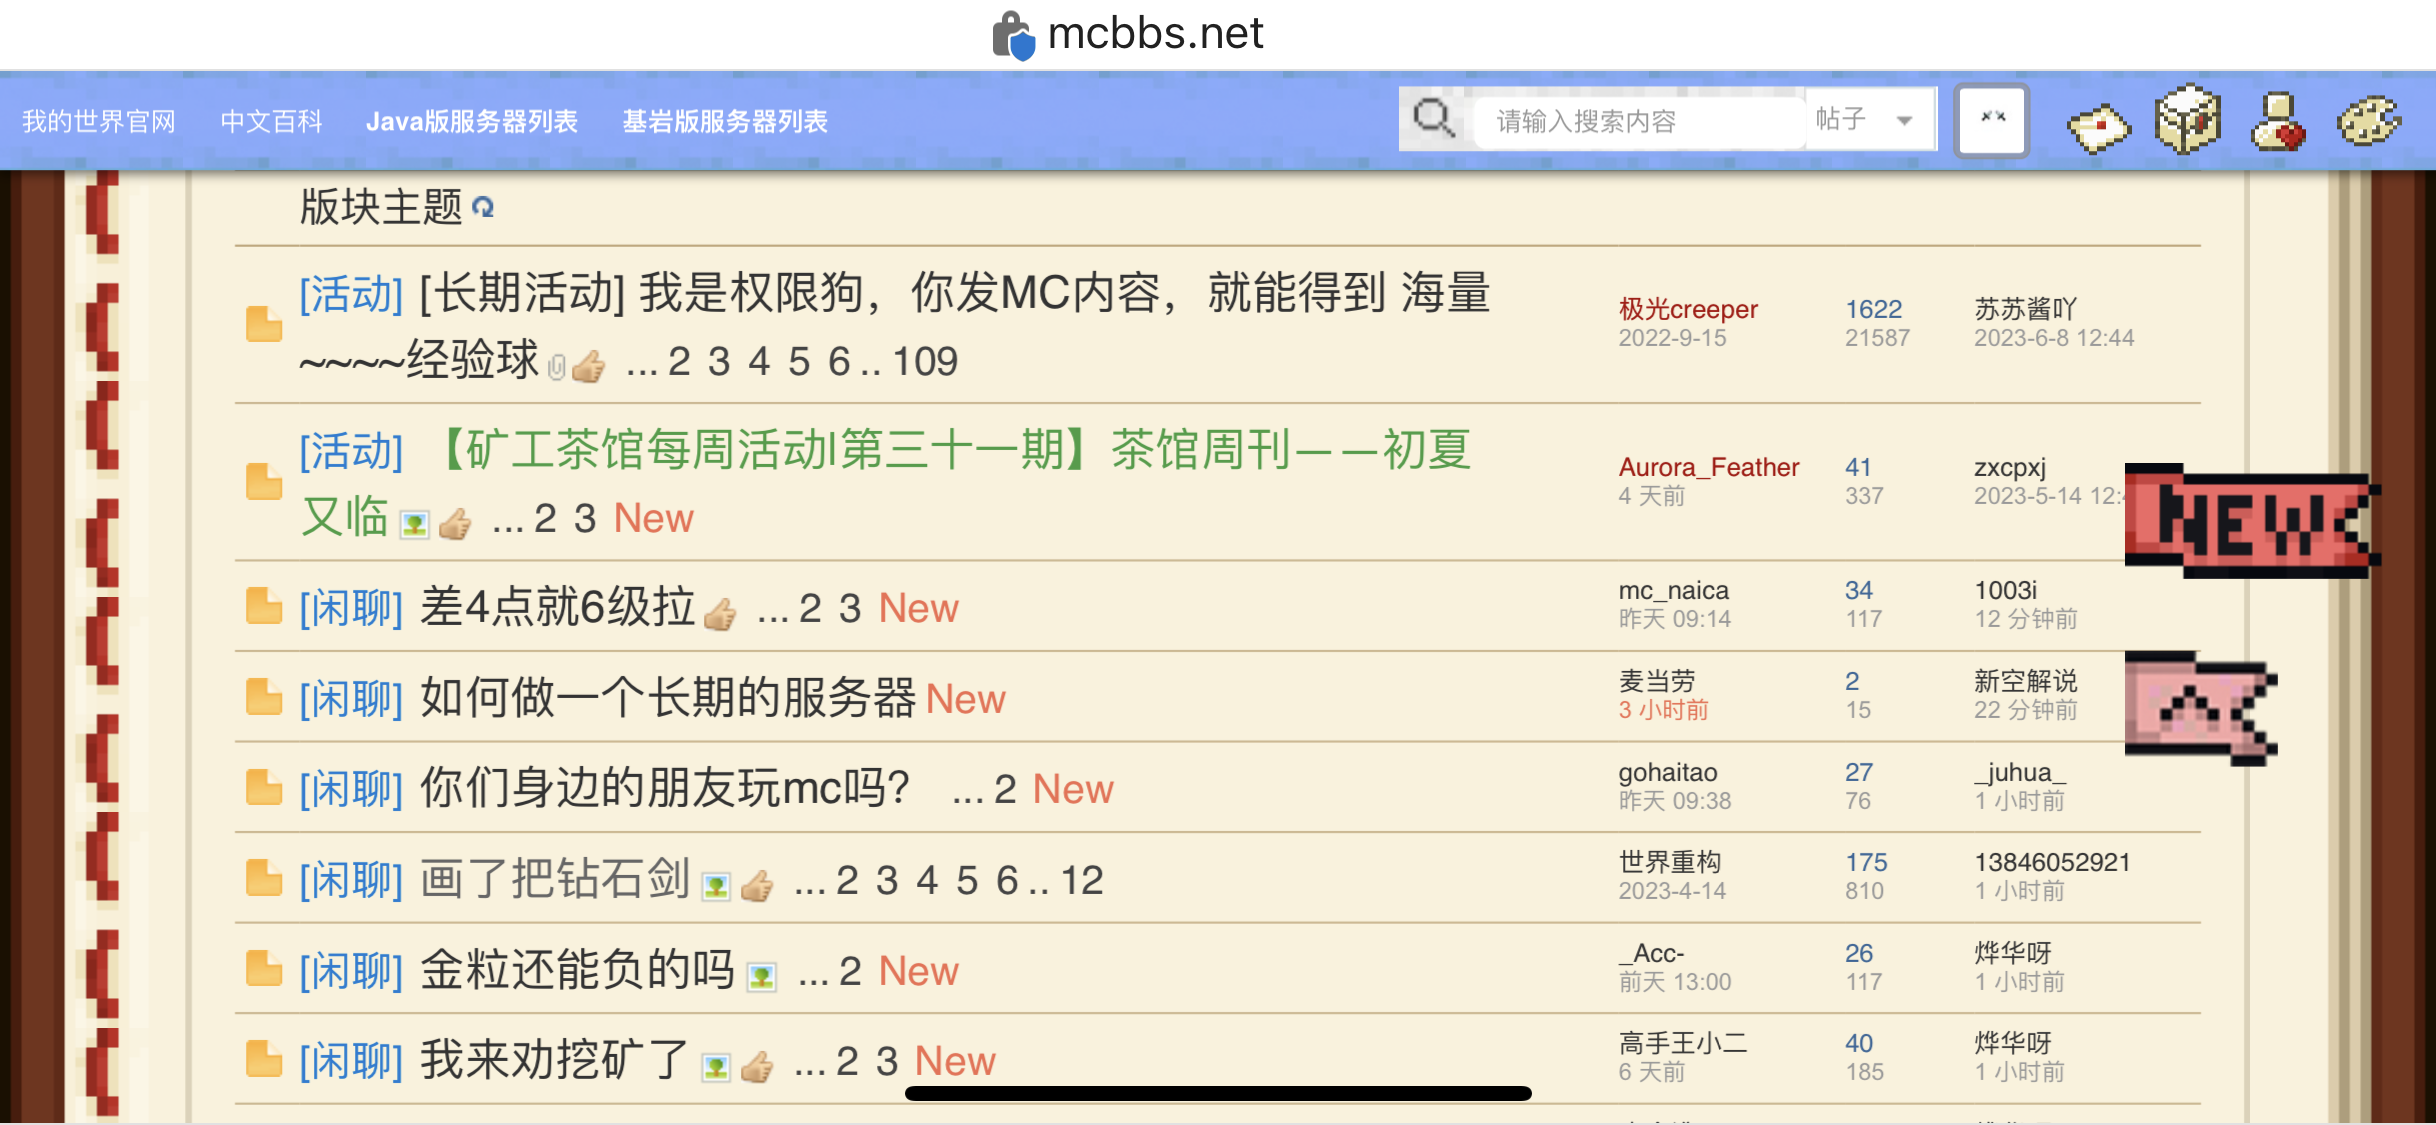 mcbbs.net
我的世界官网 中文百科 Java版服务器列表 基岩版服务器列表 请输入搜索内容 帖子
版块主题
[活动] [长期活动] 我是权限狗，你发MC内容，就能得到 海量
~~~~经验球 ... 2 3 4 5 6 .. 109
极光creeper 1622 苏苏酱吖
2022-9-15 21587 2023-6-8 12:44
[活动] 【矿工茶馆每周活动I第三十一期】茶馆周刊——初夏
又临 ... 2 3 New
Aurora_Feather 41 zxcpxj
4 天前 337 2023-5-14 12:
NEW
[闲聊] 差4点就6级拉 ... 2 3 New
mc_naica 34 1003i
昨天 09:14 117 12 分钟前
[闲聊] 如何做一个长期的服务器 New
麦当劳 2 新空解说
3 小时前 15 22 分钟前
[闲聊] 你们身边的朋友玩mc吗？ ... 2 New
gohaitao 27 _juhua_
昨天 09:38 76 1 小时前
[闲聊] 画了把钻石剑 ... 2 3 4 5 6 .. 12
世界重构 175 13846052921
2023-4-14 810 1 小时前
[闲聊] 金粒还能负的吗 ... 2 New
_Acc- 26 烨华呀
前天 13:00 117 1 小时前
[闲聊] 我来劝挖矿了 ... 2 3 New
高手王小二 40 烨华呀
6 天前 185 1 小时前